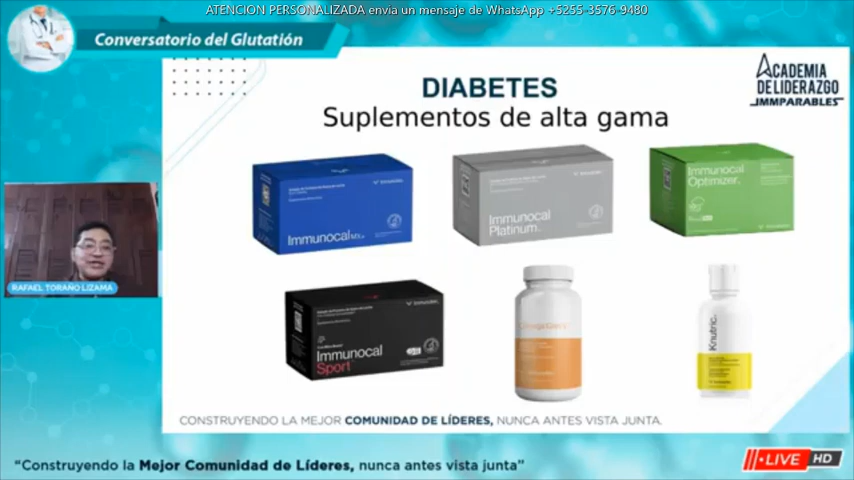 ATENCION PERSONALIZADA envia un mensaje de WhatsApp +5255-3576-9480
Conversatorio del Glutatión
ACADEMIA
DE LIDERAZGO
IMMPARABLES
DIABETES
Suplementos de alta gama
Immunocal Mx
Immunocal
Platinum
Immunocal
Optimizer
RAFAEL TORAÑO LIZAMA
Immunocal
Sport
Knutric
CONSTRUYENDO LA MEJOR COMUNIDAD DE LÍDERES, NUNCA ANTES VISTA JUNTA.
“Construyendo la Mejor Comunidad de Líderes, nunca antes vista junta”
LIVE HD